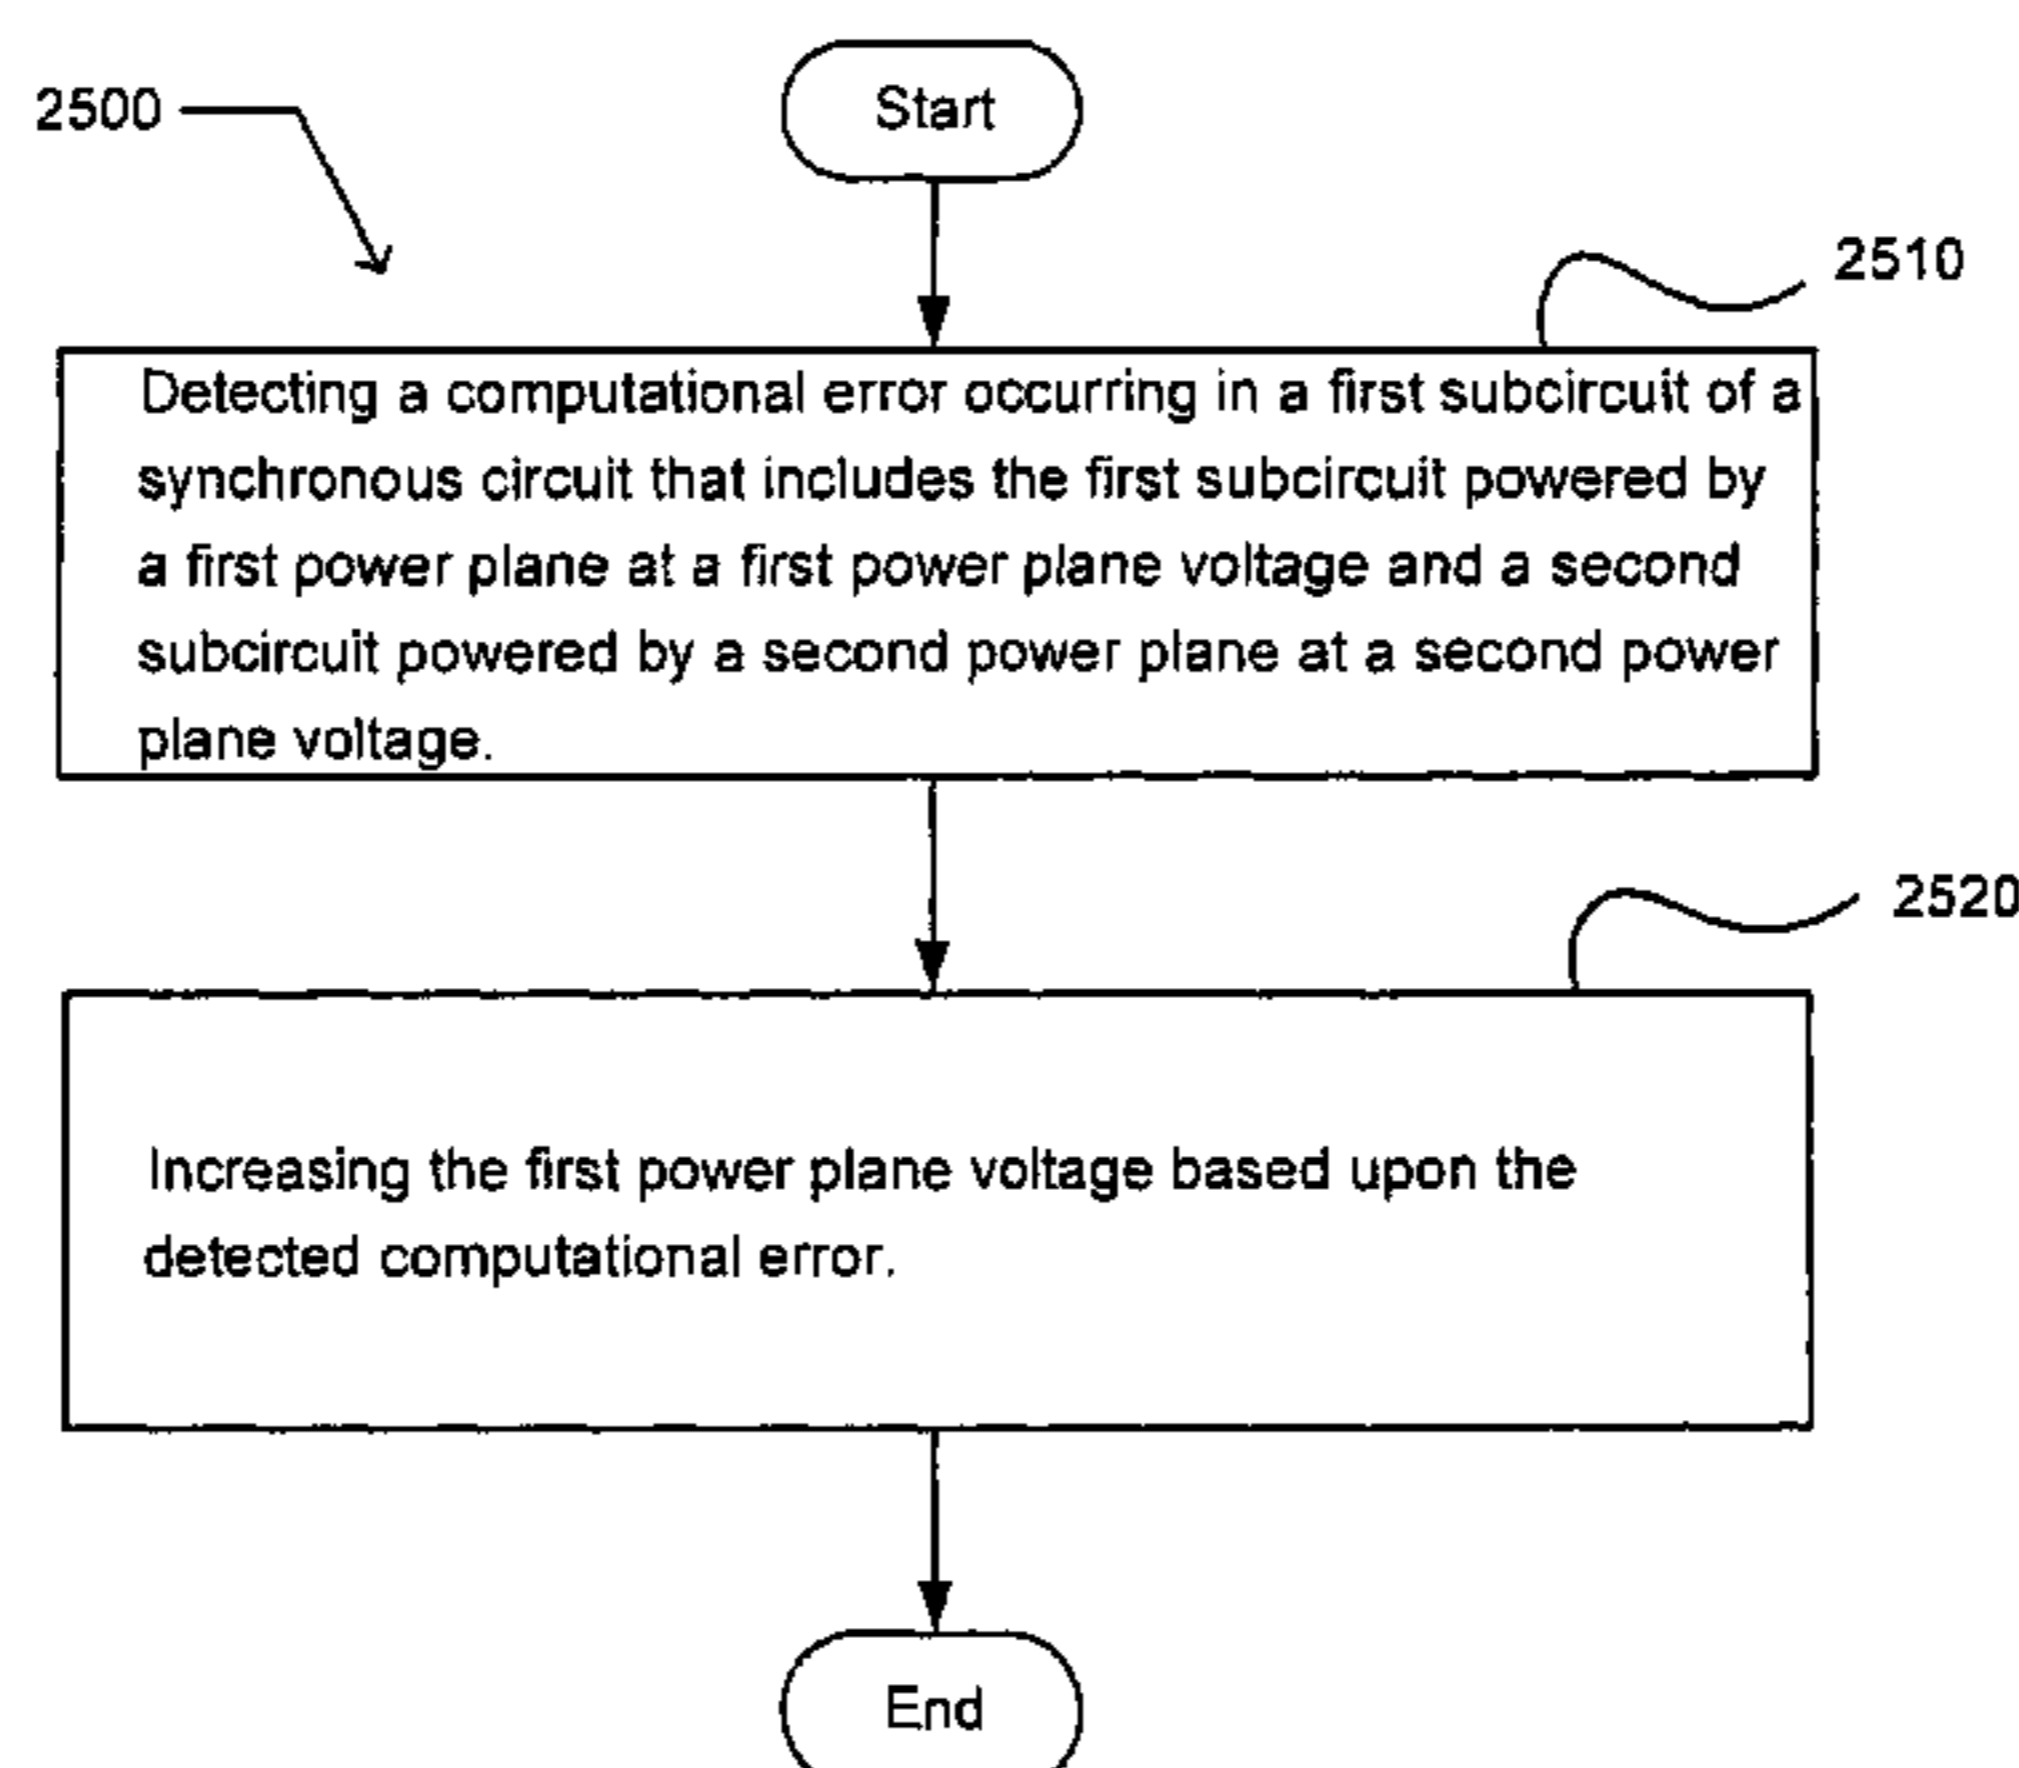 Start
2500
2510
Detecting a computational error occurring in a first subcircuit of a
synchronous circuit that includes the first subcircuit powered by
a first power plane at a first power plane voltage and a second
subcircuit powered by a second power plane at a second power
plane voltage.
2520
Increasing the first power plane voltage based upon the
detected computational error.
End